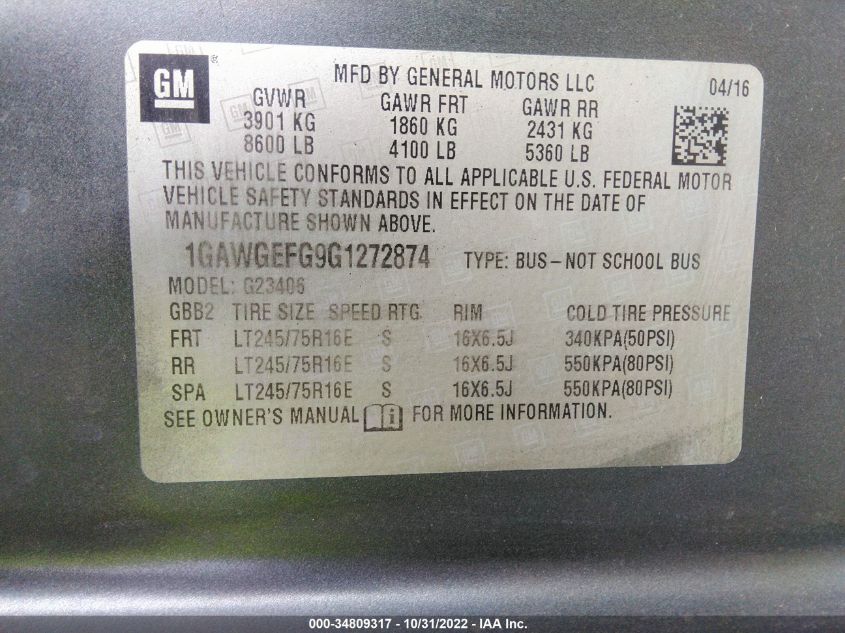 GM
MFD BY GENERAL MOTORS LLC 04/16
GVWR GAWR FRT GAWR RR
3901 KG 1860 KG 2431 KG
8600 LB 4100 LB 5360 LB
THIS VEHICLE CONFORMS TO ALL APPLICABLE U.S. FEDERAL MOTOR
VEHICLE SAFETY STANDARDS IN EFFECT ON THE DATE OF
MANUFACTURE SHOWN ABOVE.
1GAWGEFG9G1272874 TYPE: BUS–NOT SCHOOL BUS
MODEL: G23406
GBB2 TIRE SIZE SPEED RTG RIM COLD TIRE PRESSURE
FRT LT245/75R16E S 16X6.5J 340KPA(50PSI)
RR LT245/75R16E S 16X6.5J 550KPA(80PSI)
SPA LT245/75R16E S 16X6.5J 550KPA(80PSI)
SEE OWNER'S MANUAL i FOR MORE INFORMATION.
000-34809317 - 10/31/2022 - IAA Inc.